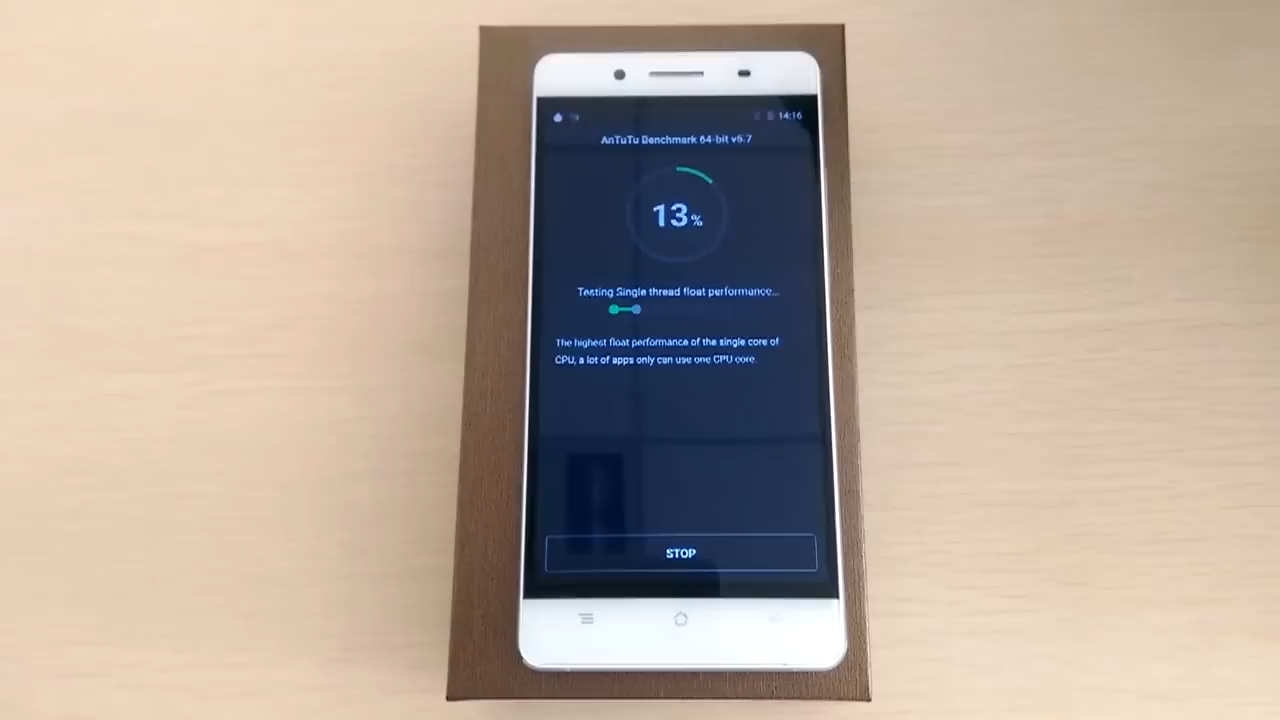 14:16
AnTuTu Benchmark 64-bit v5.7
13%
Testing Single thread float performance...
The highest float performance of the single core of
CPU, a lot of apps only can use one CPU core.
STOP